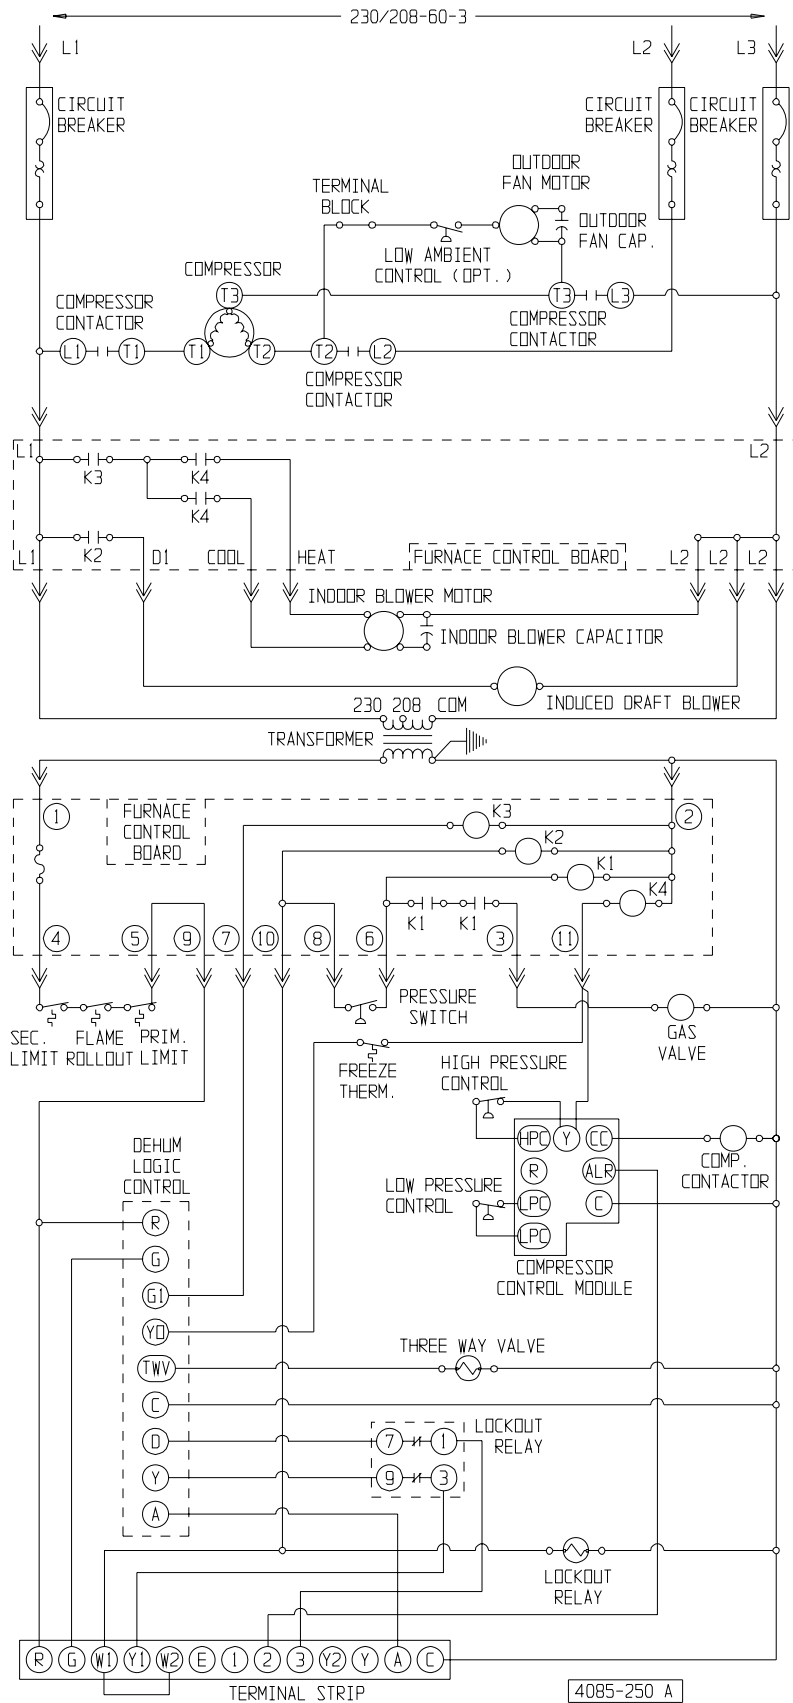 230/208-60-3
L1
L2
L3
CIRCUIT
BREAKER
CIRCUIT
BREAKER
CIRCUIT
BREAKER
OUTDOOR
FAN MOTOR
TERMINAL
BLOCK
OUTDOOR
FAN CAP.
LOW AMBIENT
CONTROL (OPT.)
COMPRESSOR
T3
T3
L3
COMPRESSOR
CONTACTOR
COMPRESSOR
CONTACTOR
L1
T1
T1
T2
T2
L2
COMPRESSOR
CONTACTOR
L1
L2
K3
K4
K4
K2
L1
D1
COOL
HEAT
FURNACE CONTROL BOARD
L2
L2
L2
INDOOR BLOWER MOTOR
INDOOR BLOWER CAPACITOR
INDUCED DRAFT BLOWER
230 208 COM
TRANSFORMER
1
FURNACE
CONTROL
BOARD
K3
2
K2
K1
K4
K1
K1
4
5
9
7
10
8
6
3
11
PRESSURE
SWITCH
SEC.
LIMIT
FLAME
ROLLOUT
PRIM.
LIMIT
GAS
VALVE
FREEZE
THERM.
HIGH PRESSURE
CONTROL
HPC
Y
CC
R
ALR
LPC
C
LPC
COMP.
CONTACTOR
LOW PRESSURE
CONTROL
COMPRESSOR
CONTROL MODULE
DEHUM
LOGIC
CONTROL
R
G
G1
YO
TWV
C
D
Y
A
THREE WAY VALVE
7
1
9
3
LOCKOUT
RELAY
LOCKOUT
RELAY
R
G
W1
Y1
W2
E
1
2
3
Y2
Y
A
C
TERMINAL STRIP
4085-250 A